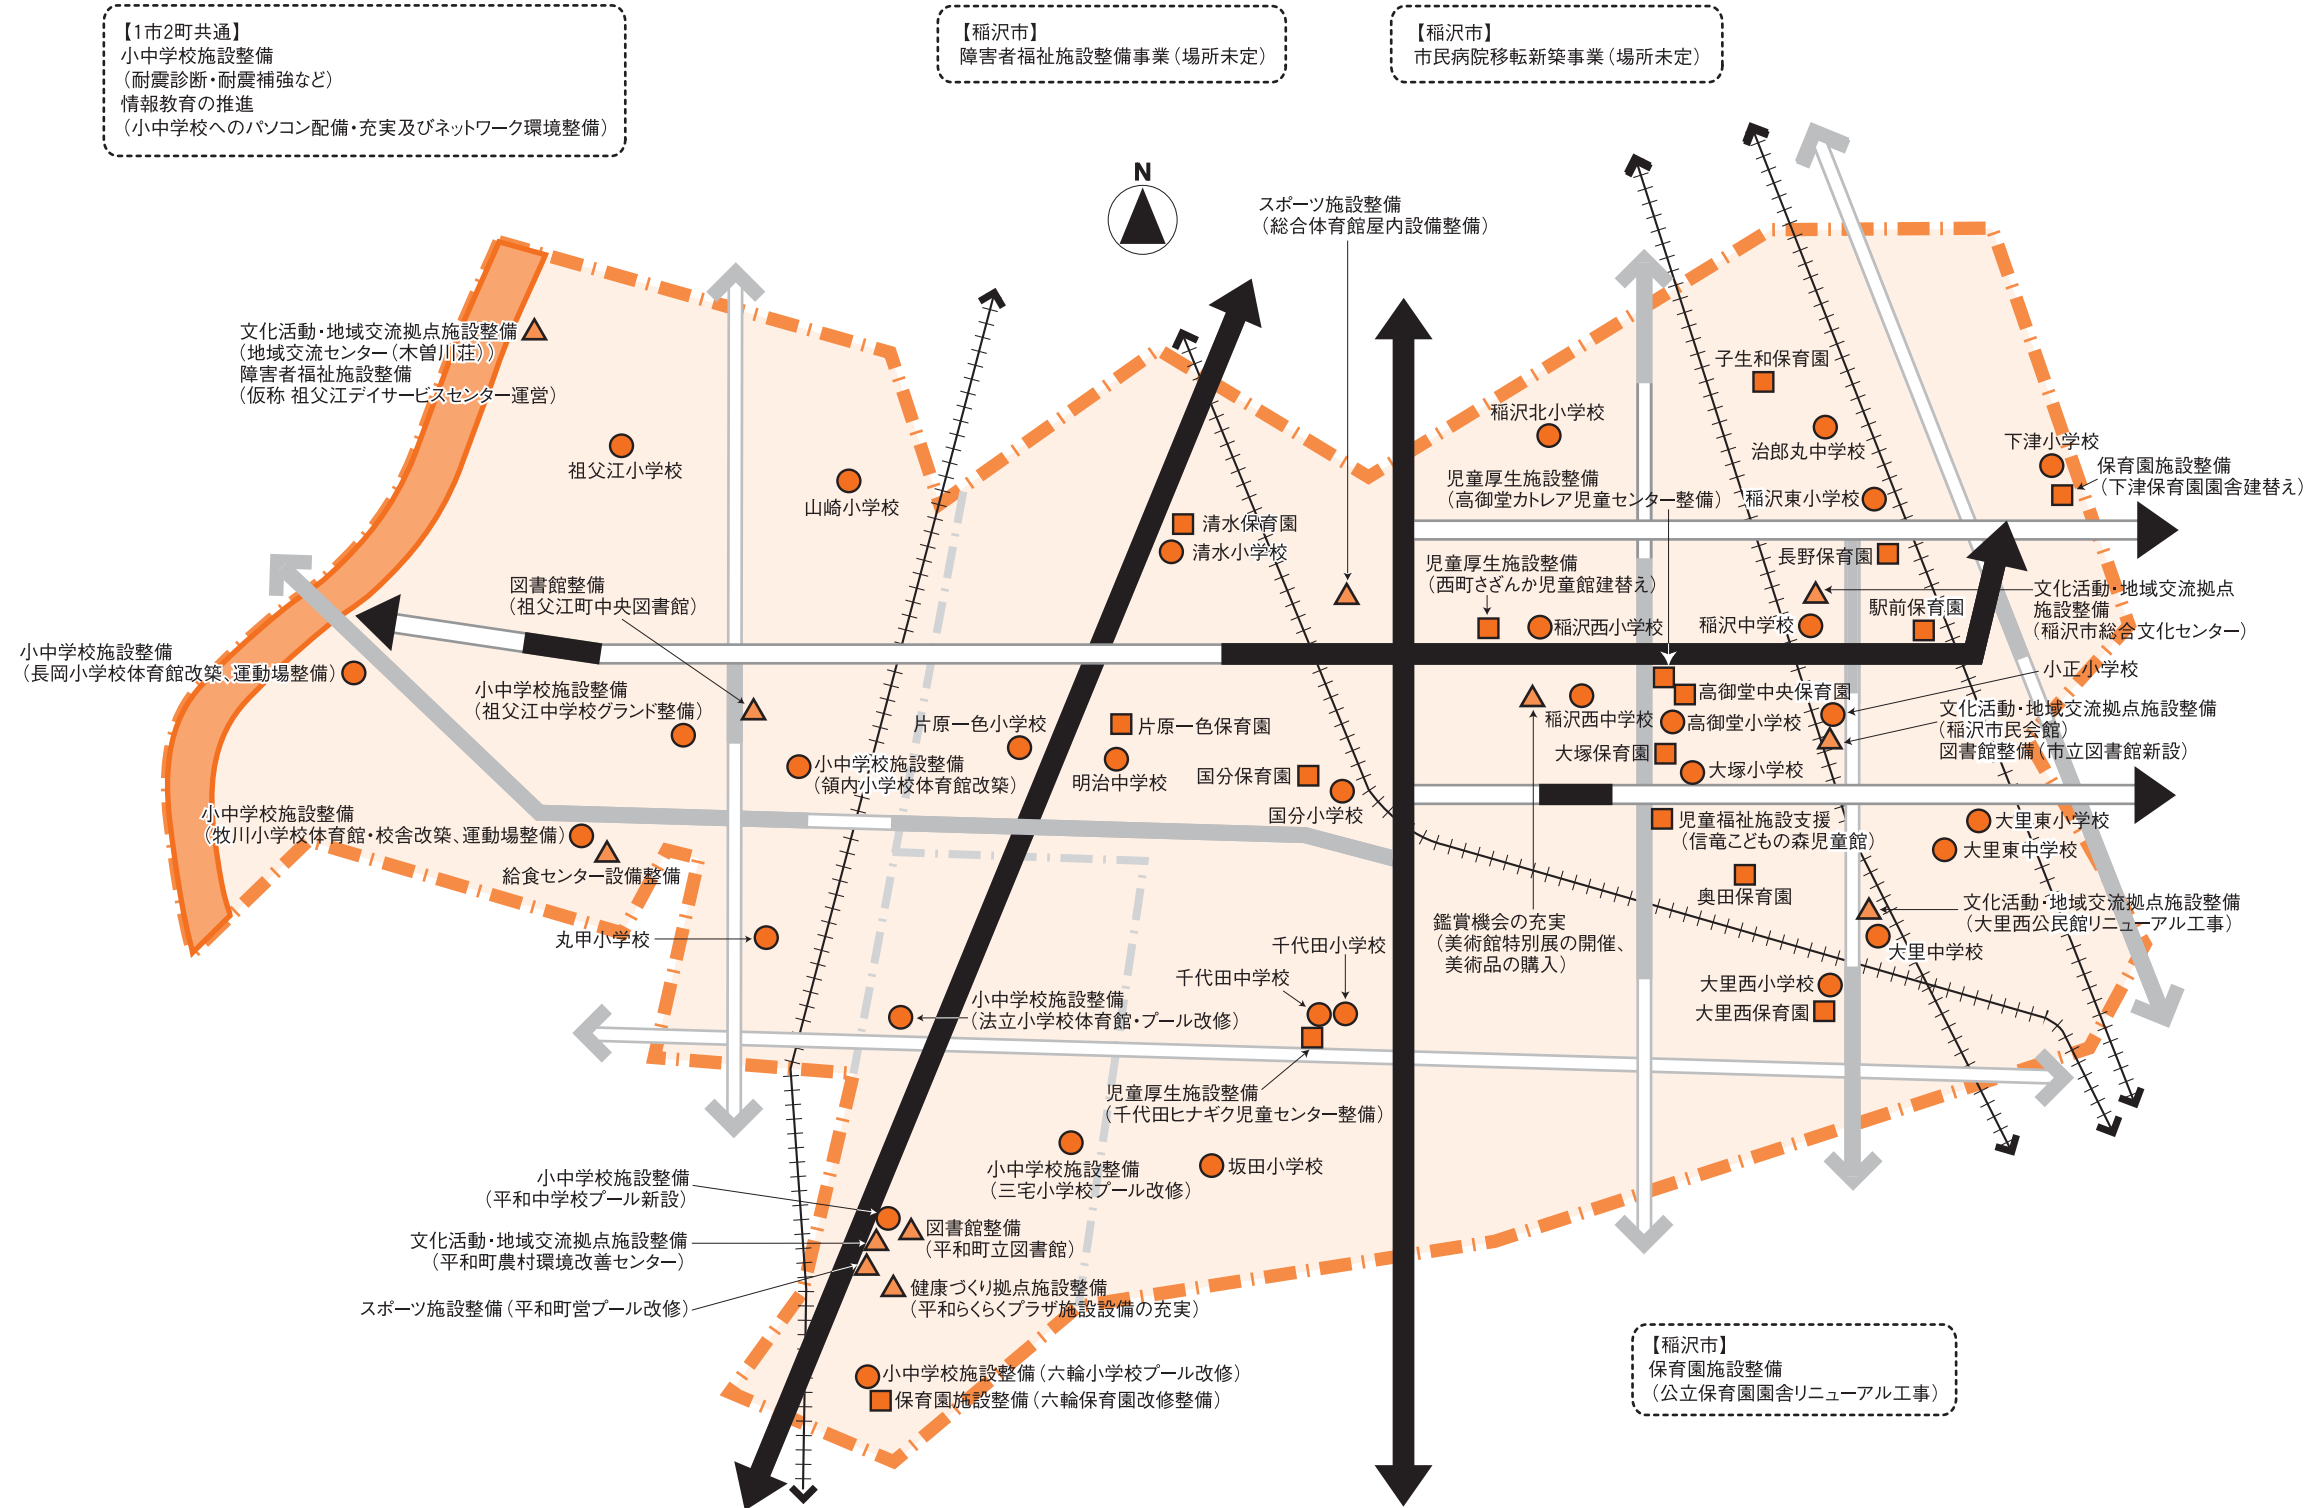 【1市2町共通】
小中学校施設整備
（耐震診断・耐震補強など）
情報教育の推進
（小中学校へのパソコン配備・充実及びネットワーク環境整備）
【稲沢市】
障害者福祉施設整備事業（場所未定）
【稲沢市】
市民病院移転新築事業（場所未定）
N
スポーツ施設整備
（総合体育館屋内設備整備）
文化活動・地域交流拠点施設整備
（地域交流センター（木曽川荘））
障害者福祉施設整備
（仮称 祖父江デイサービスセンター運営）
祖父江小学校
山崎小学校
清水保育園
清水小学校
子生和保育園
稲沢北小学校
治郎丸中学校
下津小学校
保育園施設整備
（下津保育園園舎建替え）
児童厚生施設整備
（高御堂カトレア児童センター整備）
稲沢東小学校
長野保育園
児童厚生施設整備
（西町さざんか児童館建替え）
稲沢西小学校
稲沢中学校
駅前保育園
文化活動・地域交流拠点
施設整備
（稲沢市総合文化センター）
小正小学校
図書館整備
（祖父江町中央図書館）
小中学校施設整備
（長岡小学校体育館改築、運動場整備）
小中学校施設整備
（祖父江中学校グランド整備）
片原一色小学校
片原一色保育園
明治中学校
小中学校施設整備
（領内小学校体育館改築）
国分保育園
国分小学校
稲沢西中学校
高御堂中央保育園
高御堂小学校
大塚保育園
大塚小学校
文化活動・地域交流拠点施設整備
（稲沢市民会館）
図書館整備（市立図書館新設）
小中学校施設整備
（牧川小学校体育館・校舎改築、運動場整備）
給食センター設備整備
児童福祉施設支援
（信竜こどもの森児童館）
大里東小学校
大里東中学校
奥田保育園
文化活動・地域交流拠点施設整備
（大里西公民館リニューアル工事）
大里中学校
鑑賞機会の充実
（美術館特別展の開催、
美術品の購入）
丸甲小学校
千代田小学校
千代田中学校
大里西小学校
大里西保育園
小中学校施設整備
（法立小学校体育館・プール改修）
児童厚生施設整備
（千代田ヒナギク児童センター整備）
小中学校施設整備
（三宅小学校プール改修）
坂田小学校
小中学校施設整備
（平和中学校プール新設）
図書館整備
（平和町立図書館）
文化活動・地域交流拠点施設整備
（平和町農村環境改善センター）
健康づくり拠点施設整備
（平和らくらくプラザ施設設備の充実）
スポーツ施設整備（平和町営プール改修）
小中学校施設整備（六輪小学校プール改修）
保育園施設整備（六輪保育園改修整備）
【稲沢市】
保育園施設整備
（公立保育園園舎リニューアル工事）